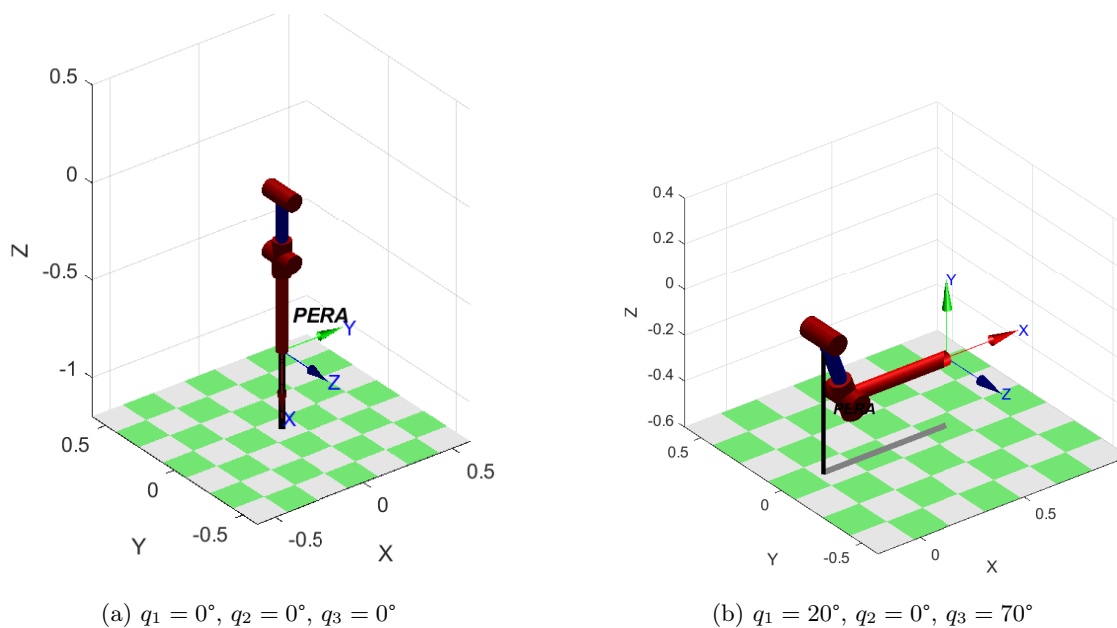 0.5
0
-0.5
-1
Z
0.5
0
-0.5
Y
-0.5
0
0.5
X
PERA
Y
Z
X
(a) q₁ = 0°, q₂ = 0°, q₃ = 0°
0.4
0.2
0
-0.2
-0.4
-0.6
Z
0.5
0
-0.5
Y
0
0.5
X
PERA
Y
X
Z
(b) q₁ = 20°, q₂ = 0°, q₃ = 70°